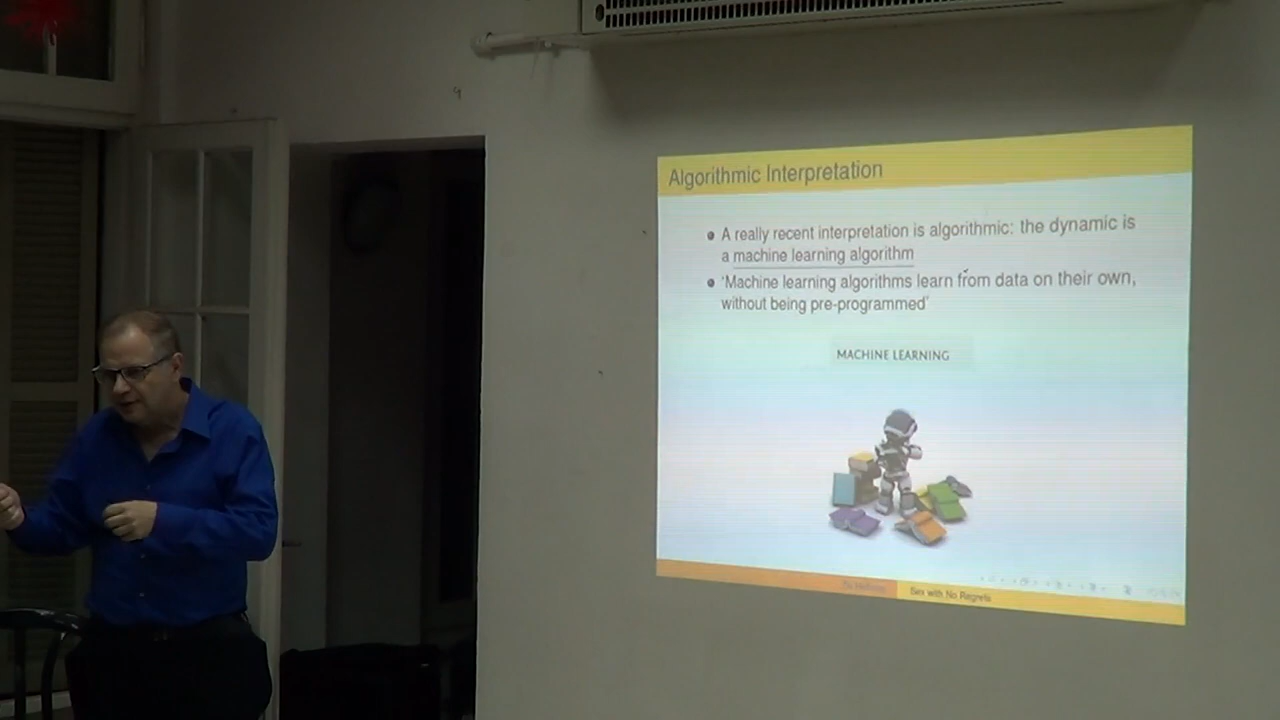 Algorithmic Interpretation
A really recent interpretation is algorithmic: the dynamic is
a machine learning algorithm
‘Machine learning algorithms learn from data on their own,
without being pre-programmed’
MACHINE LEARNING
Sex with No Regrets